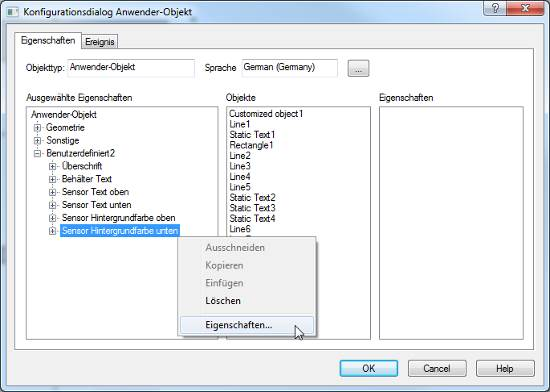 Konfigurationsdialog Anwender-Objekt
Eigenschaften Ereignis
Objekttyp: Anwender-Objekt Sprache German (Germany) ...
Ausgewählte Eigenschaften
Anwender-Objekt
Geometrie
Sonstige
Benutzerdefiniert2
Überschrift
Behälter Text
Sensor Text oben
Sensor Text unten
Sensor Hintergrundfarbe oben
Sensor Hintergrundfarbe unten
Objekte
Customized object1
Line1
Static Text1
Rectangle1
Line2
Line3
Line4
Line5
Static Text2
Static Text3
Static Text4
Line6
Eigenschaften
Ausschneiden
Kopieren
Einfügen
Löschen
Eigenschaften...
OK Cancel Help